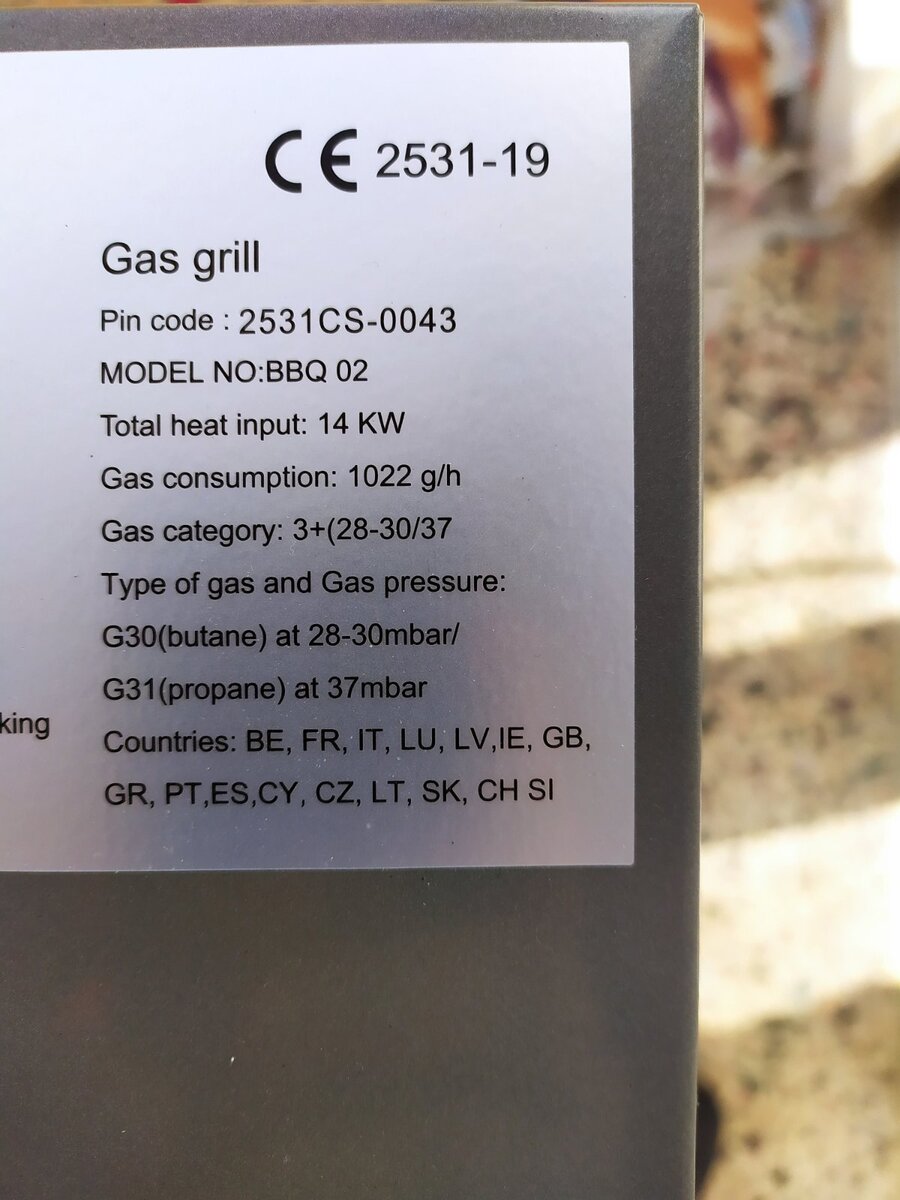 CE 2531-19
Gas grill
Pin code : 2531CS-0043
MODEL NO:BBQ 02
Total heat input: 14 KW
Gas consumption: 1022 g/h
Gas category: 3+(28-30/37
Type of gas and Gas pressure:
G30(butane) at 28-30mbar/
G31(propane) at 37mbar
king
Countries: BE, FR, IT, LU, LV,IE, GB,
GR, PT,ES,CY, CZ, LT, SK, CH SI